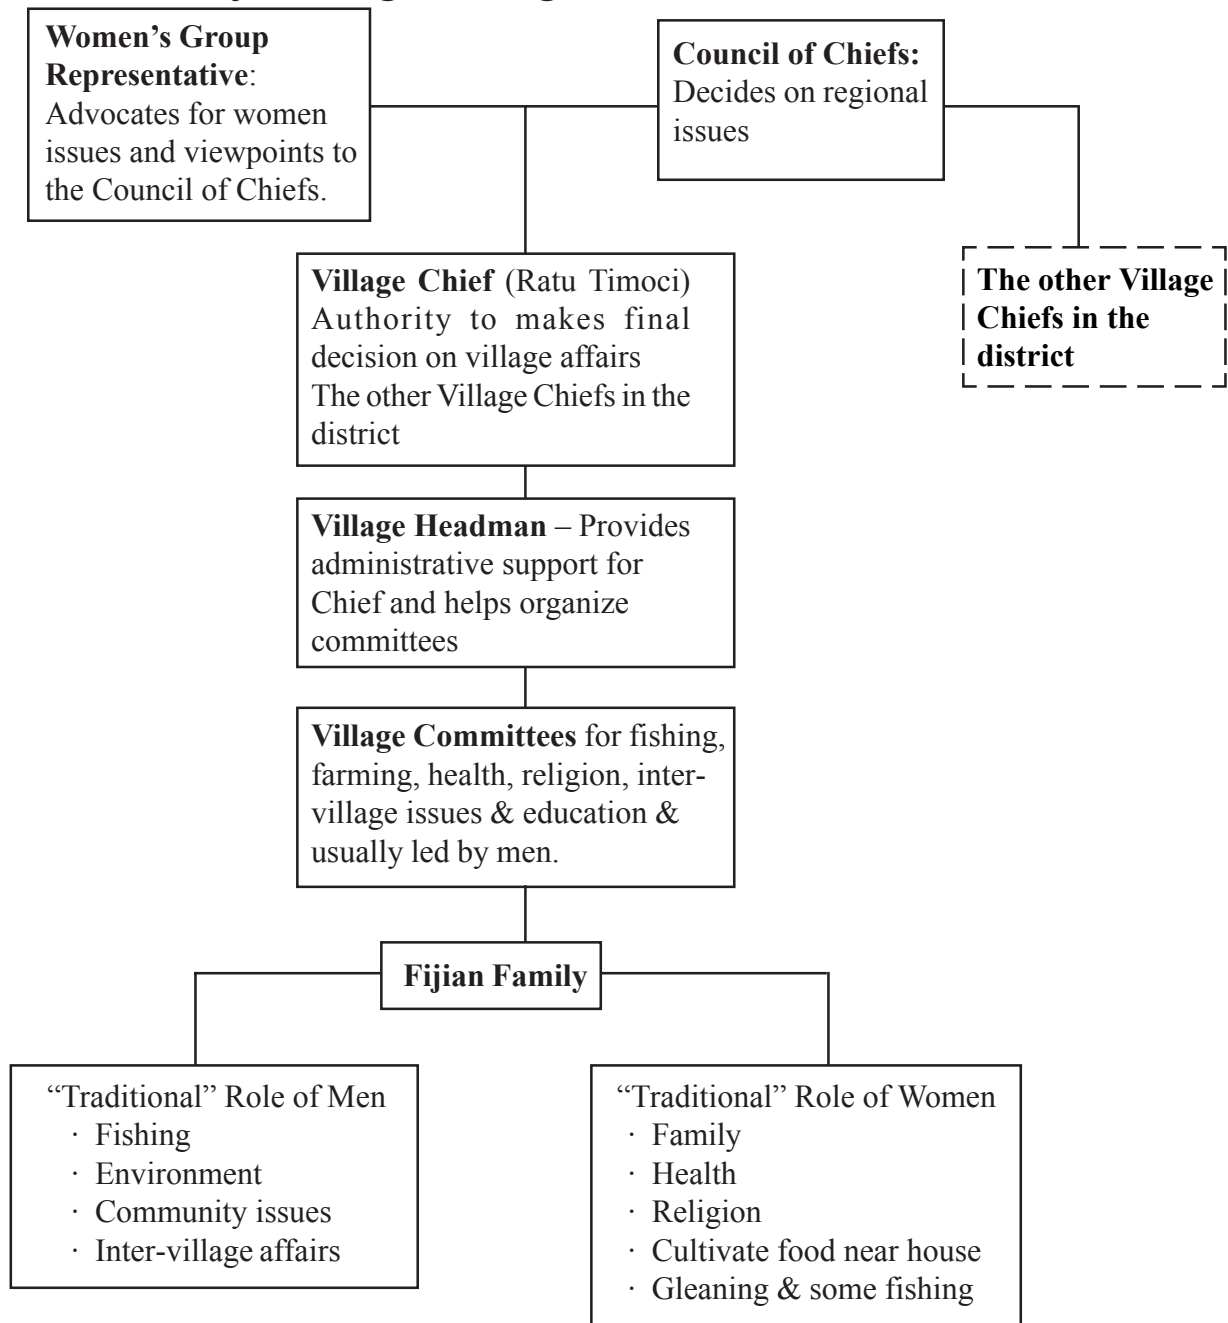 Women’s Group
Representative:
Advocates for women
issues and viewpoints to
the Council of Chiefs.
Council of Chiefs:
Decides on regional
issues
The other Village
Chiefs in the
district
Village Chief (Ratu Timoci)
Authority to makes final
decision on village affairs
The other Village Chiefs in the
district
Village Headman – Provides
administrative support for
Chief and helps organize
committees
Village Committees for fishing,
farming, health, religion, inter-
village issues & education &
usually led by men.
Fijian Family
“Traditional” Role of Men
· Fishing
· Environment
· Community issues
· Inter-village affairs
“Traditional” Role of Women
· Family
· Health
· Religion
· Cultivate food near house
· Gleaning & some fishing